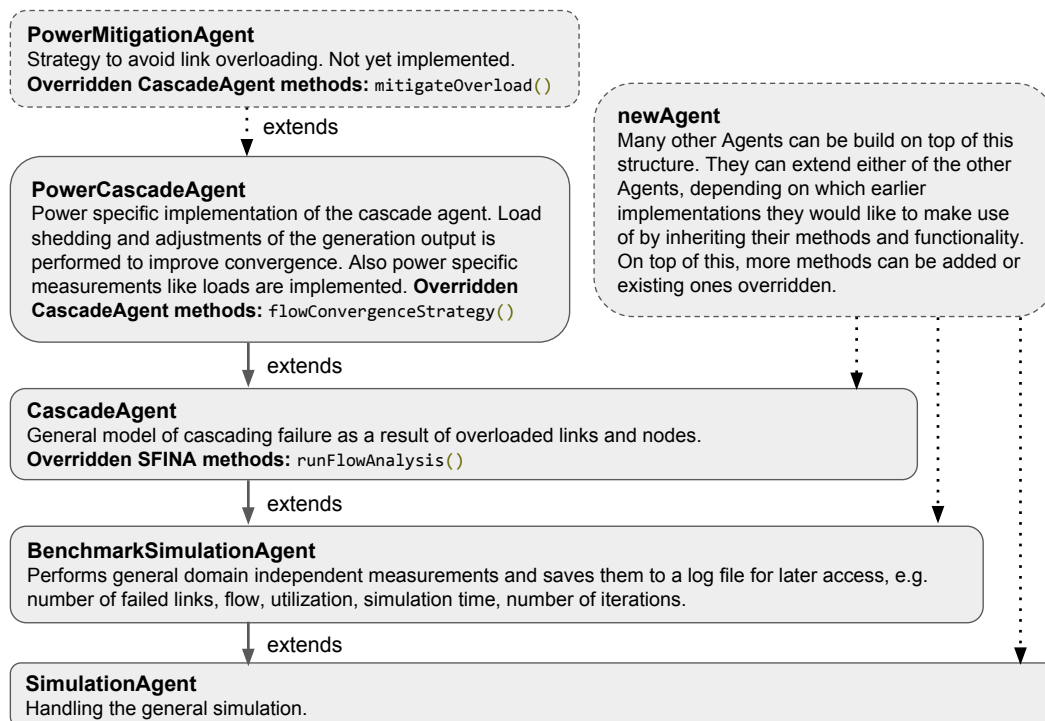 PowerMitigationAgent
Strategy to avoid link overloading. Not yet implemented.
Overridden CascadeAgent methods: mitigateOverload()
extends
PowerCascadeAgent
Power specific implementation of the cascade agent. Load
shedding and adjustments of the generation output is
performed to improve convergence. Also power specific
measurements like loads are implemented. Overridden
CascadeAgent methods: flowConvergenceStrategy()
newAgent
Many other Agents can be build on top of this
structure. They can extend either of the other
Agents, depending on which earlier
implementations they would like to make use
of by inheriting their methods and functionality.
On top of this, more methods can be added or
existing ones overridden.
extends
CascadeAgent
General model of cascading failure as a result of overloaded links and nodes.
Overridden SFINA methods: runFlowAnalysis()
extends
BenchmarkSimulationAgent
Performs general domain independent measurements and saves them to a log file for later access, e.g.
number of failed links, flow, utilization, simulation time, number of iterations.
extends
SimulationAgent
Handling the general simulation.